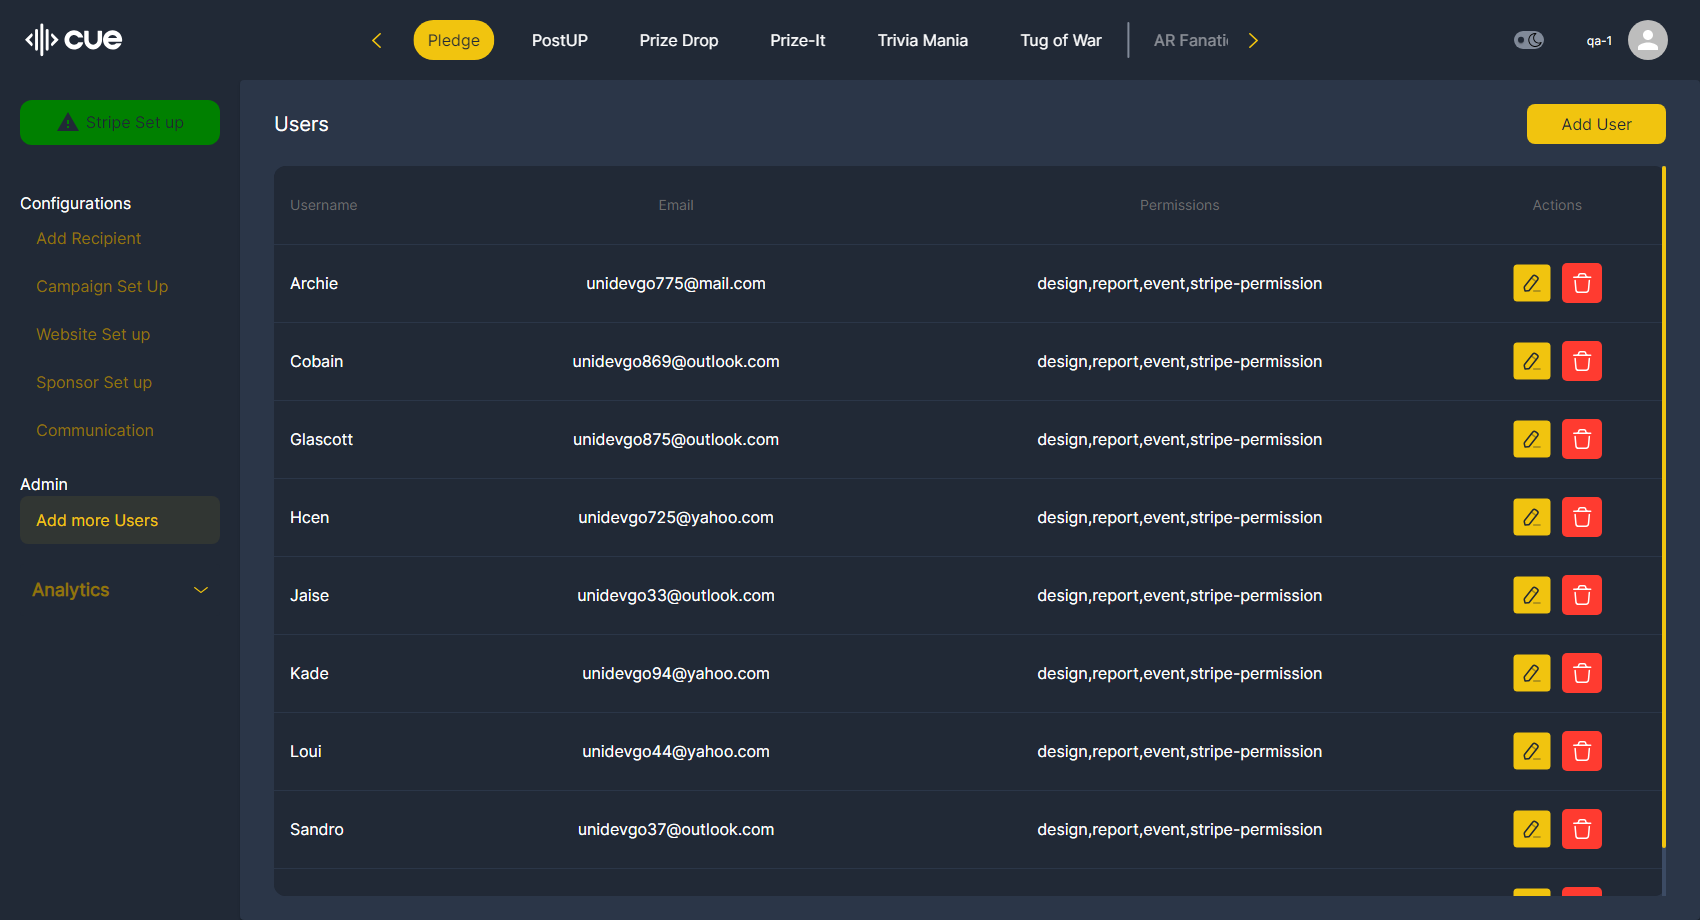 cue
Pledge PostUP Prize Drop Prize-It Trivia Mania Tug of War AR Fanati
qa-1
Stripe Set up
Configurations
Add Recipient
Campaign Set Up
Website Set up
Sponsor Set up
Communication
Admin
Add more Users
Analytics
Users
Add User
Username Email Permissions Actions
Archie unidevgo775@mail.com design,report,event,stripe-permission
Cobain unidevgo869@outlook.com design,report,event,stripe-permission
Glascott unidevgo875@outlook.com design,report,event,stripe-permission
Hcen unidevgo725@yahoo.com design,report,event,stripe-permission
Jaise unidevgo33@outlook.com design,report,event,stripe-permission
Kade unidevgo94@yahoo.com design,report,event,stripe-permission
Loui unidevgo44@yahoo.com design,report,event,stripe-permission
Sandro unidevgo37@outlook.com design,report,event,stripe-permission